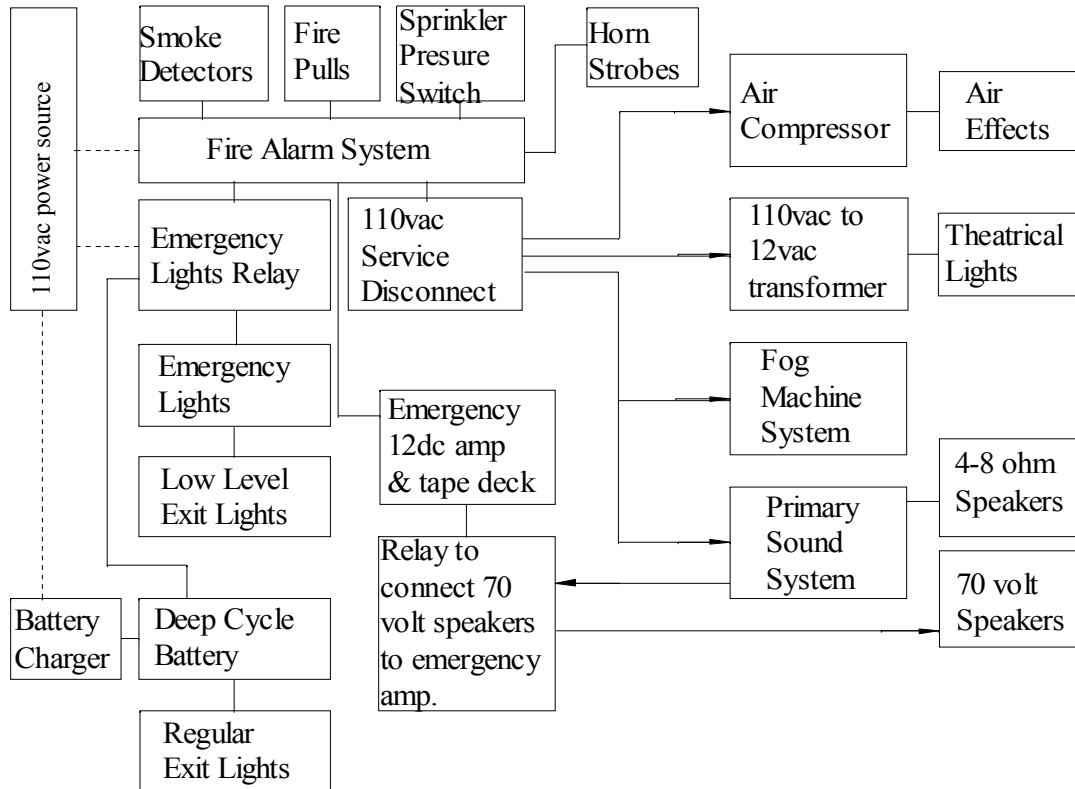 110vac power source
Smoke
Detectors
Fire
Pulls
Sprinkler
Presure
Switch
Horn
Strobes
Fire Alarm System
Air
Compressor
Air
Effects
Emergency
Lights Relay
110vac
Service
Disconnect
110vac to
12vac
transformer
Theatrical
Lights
Emergency
Lights
Emergency
12dc amp
& tape deck
Fog
Machine
System
Low Level
Exit Lights
4-8 ohm
Speakers
Primary
Sound
System
Relay to
connect 70
volt speakers
to emergency
amp.
70 volt
Speakers
Battery
Charger
Deep Cycle
Battery
Regular
Exit Lights